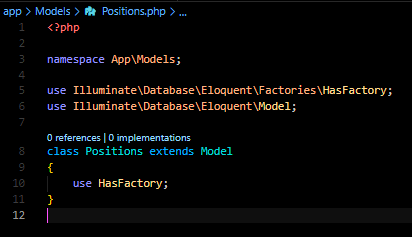 app > Models > Positions.php > ...
1 <?php
2
3 namespace App\Models;
4
5 use Illuminate\Database\Eloquent\Factories\HasFactory;
6 use Illuminate\Database\Eloquent\Model;
7
0 references | 0 implementations
8 class Positions extends Model
9 {
10 use HasFactory;
11 }
12